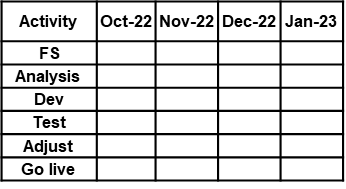 Activity Oct-22 Nov-22 Dec-22 Jan-23
FS
Analysis
Dev
Test
Adjust
Go live